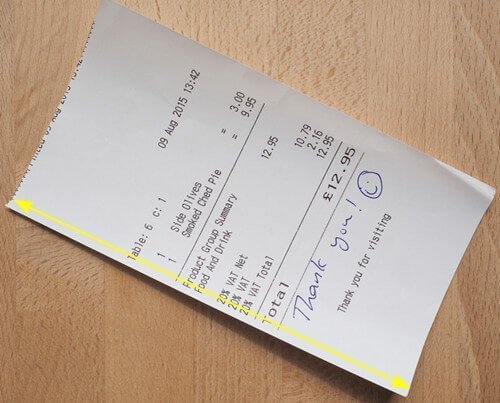 09 Aug 2015 13:42
Table: 6 c: 1
1 Side Olives = 3.00
1 Smoked Ched Pie = 9.95
Product Group Summary
Food And Drink 12.95
20% VAT Net 10.79
20% VAT 2.16
20% VAT Total 12.95
Total £12.95
Thank you! ☺
Thank you for visiting